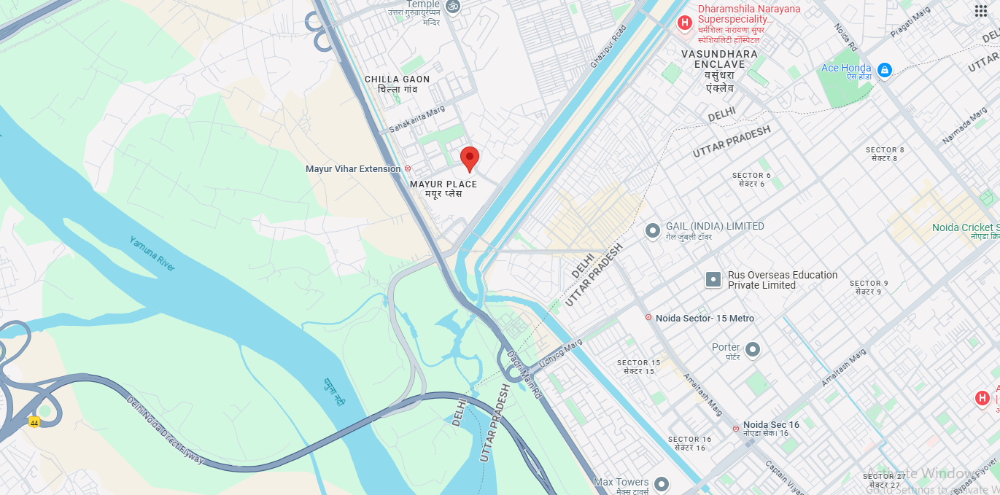 Temple
उत्तरा गुरुवायुरप्पन
मन्दिर
Dharamshila Narayana
Superspeciality...
धर्मशिला नारायणा सुपर
स्पेशियलिटी हॉस्पिटल
Pragati Marg
Noida Rd
Ghazipur Road
DELHI
UTTAR
VASUNDHARA
ENCLAVE
वसुंधरा
एंक्लेव
Ace Honda
ऐस होंडा
CHILLA GAON
चिल्ला गांव
Sahakarita Marg
DELHI
UTTAR PRADESH
Narmada Marg
SECTOR 8
सेक्टर 8
Mayur Vihar Extension
MAYUR PLACE
मयूर प्लेस
SECTOR 6
सेक्टर 6
GAIL (INDIA) LIMITED
गेल जुबली टॉवर
Noida Cricket S
Yamuna River
DELHI
UTTAR PRADESH
Rus Overseas Education
Private Limited
SECTOR 9
सेक्टर 9
Noida Sector- 15 Metro
Porter
पोर्टर
Udhyog Marg
SECTOR 15
सेक्टर 15
Dadri Main Rd
Amaltash Marg
Amaltash Marg
यमुना नदी
DELHI
UTTAR PRADESH
Delhi Noida Direct Flyway
44
Noida Sec 16
नोएडा सेक। 16
SECTOR 16
सेक्टर 16
Captain Vijyan
SECTOR 27
सेक्टर 27
Bypass Flyover
Max Towers
मैक्स टावर्स
Activate Windows
Go to Settings to activate W